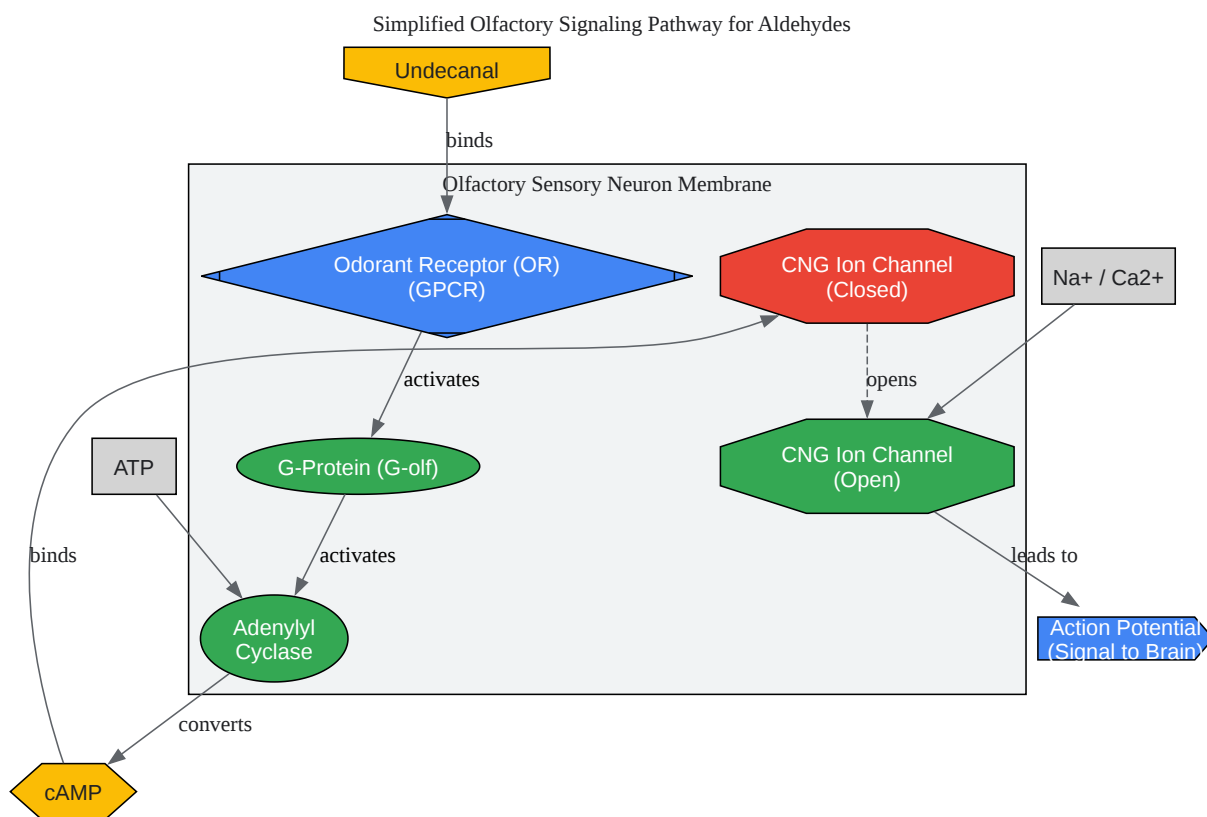 Simplified Olfactory Signaling Pathway for Aldehydes
Undecanal
binds
Olfactory Sensory Neuron Membrane
Odorant Receptor (OR)
(GPCR)
CNG Ion Channel
(Closed)
Na+ / Ca2+
activates
opens
ATP
G-Protein (G-olf)
CNG Ion Channel
(Open)
binds
activates
leads to
Adenylyl
Cyclase
Action Potential
(Signal to Brain)
converts
cAMP